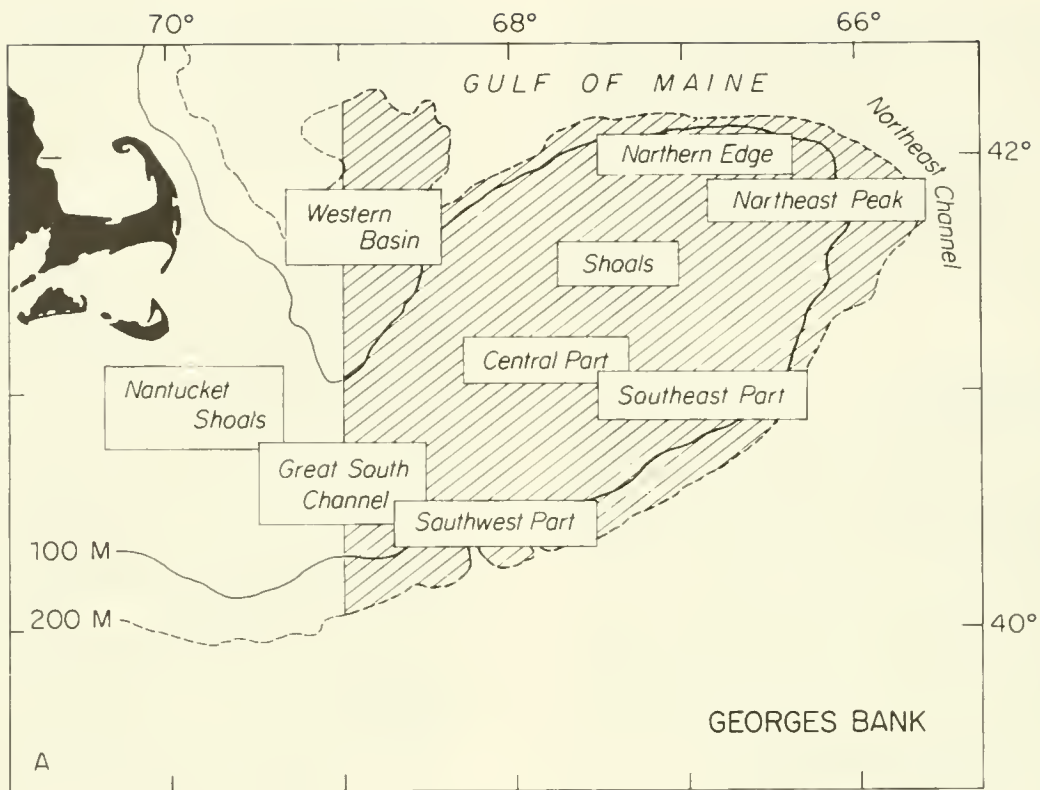 70°
68°
66°
GULF OF MAINE
Northeast Channel
42°
Northern Edge
Northeast Peak
Western
Basin
Shoals
Central Part
Nantucket
Shoals
Southeast Part
Great South
Channel
Southwest Part
100 M
200 M
40°
GEORGES BANK
A